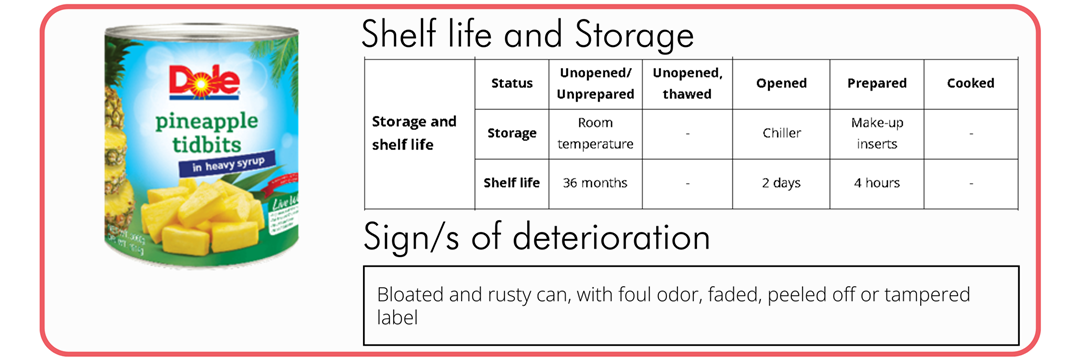 Dole
pineapple
tidbits
in heavy syrup
Shelf life and Storage
Storage and
shelf life
Status
Unopened/
Unprepared
Unopened,
thawed
Opened
Prepared
Cooked
Storage
Room
temperature
-
Chiller
Make-up
inserts
-
Shelf life
36 months
-
2 days
4 hours
-
Sign/s of deterioration
Bloated and rusty can, with foul odor, faded, peeled off or tampered
label